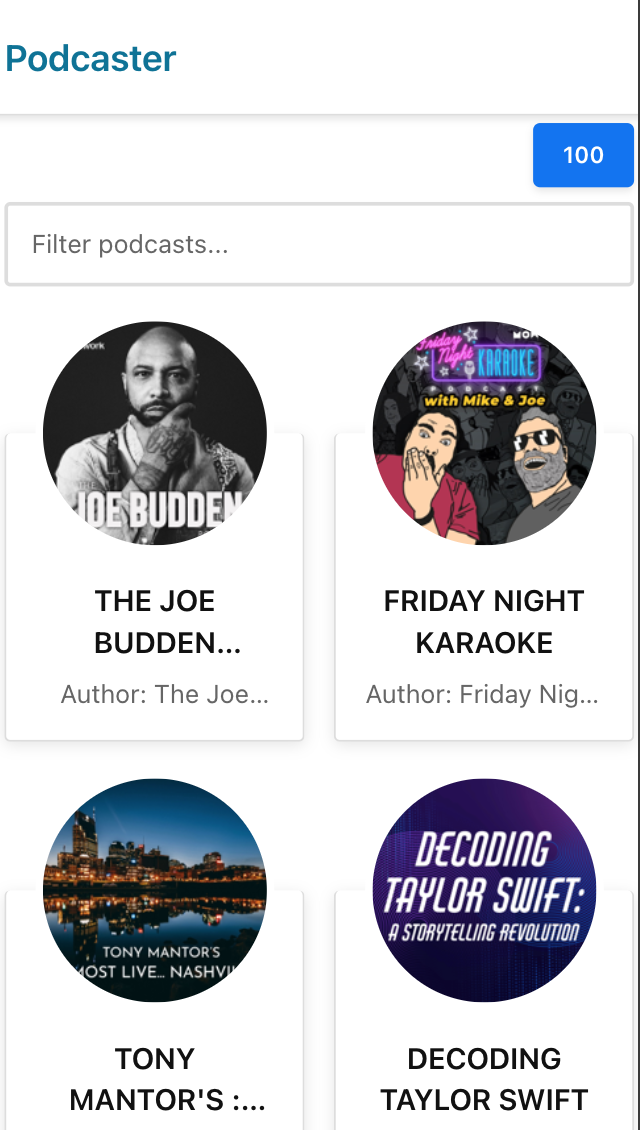 Podcaster
100
Filter podcasts...
work
THE
JOE BUDDEN
Friday
Night
KARAOKE
PODCAST
with Mike & Joe
THE JOE
BUDDEN...
Author: The Joe...
FRIDAY NIGHT
KARAOKE
Author: Friday Nig...
TONY MANTOR'S
MOST LIVE... NASHVIL
DECODING
TAYLOR SWIFT:
A STORYTELLING REVOLUTION
TONY
MANTOR'S :...
DECODING
TAYLOR SWIFT